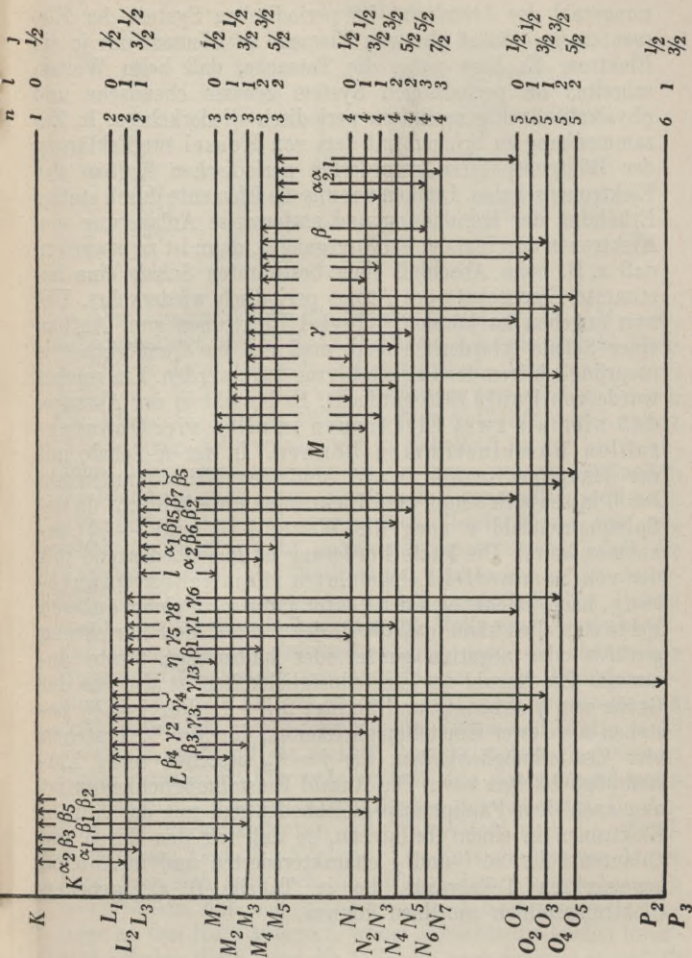 n l j
K 1 0 1/2
K α2 β3 β5
α1 β1 β2
L1 2 0 1/2
L2 2 1 1/2
L3 2 1 3/2
L β4 γ2 γ4
β3 γ3 γ13
η γ5 γ8
β1 γ1 γ6
l α1 β15 β7 β5
α2 β6 β2
M1 3 0 1/2
M2 3 1 1/2
M3 3 1 3/2
M4 3 2 3/2
M5 3 2 5/2
M γ β α2 α1
N1 4 0 1/2
N2 4 1 1/2
N3 4 1 3/2
N4 4 2 3/2
N5 4 2 5/2
N6 4 3 5/2
N7 4 3 7/2
O1 5 0 1/2
O2 5 1 1/2
O3 5 1 3/2
O4 5 2 3/2
O5 5 2 5/2
P2 6 1 1/2
P3 3/2